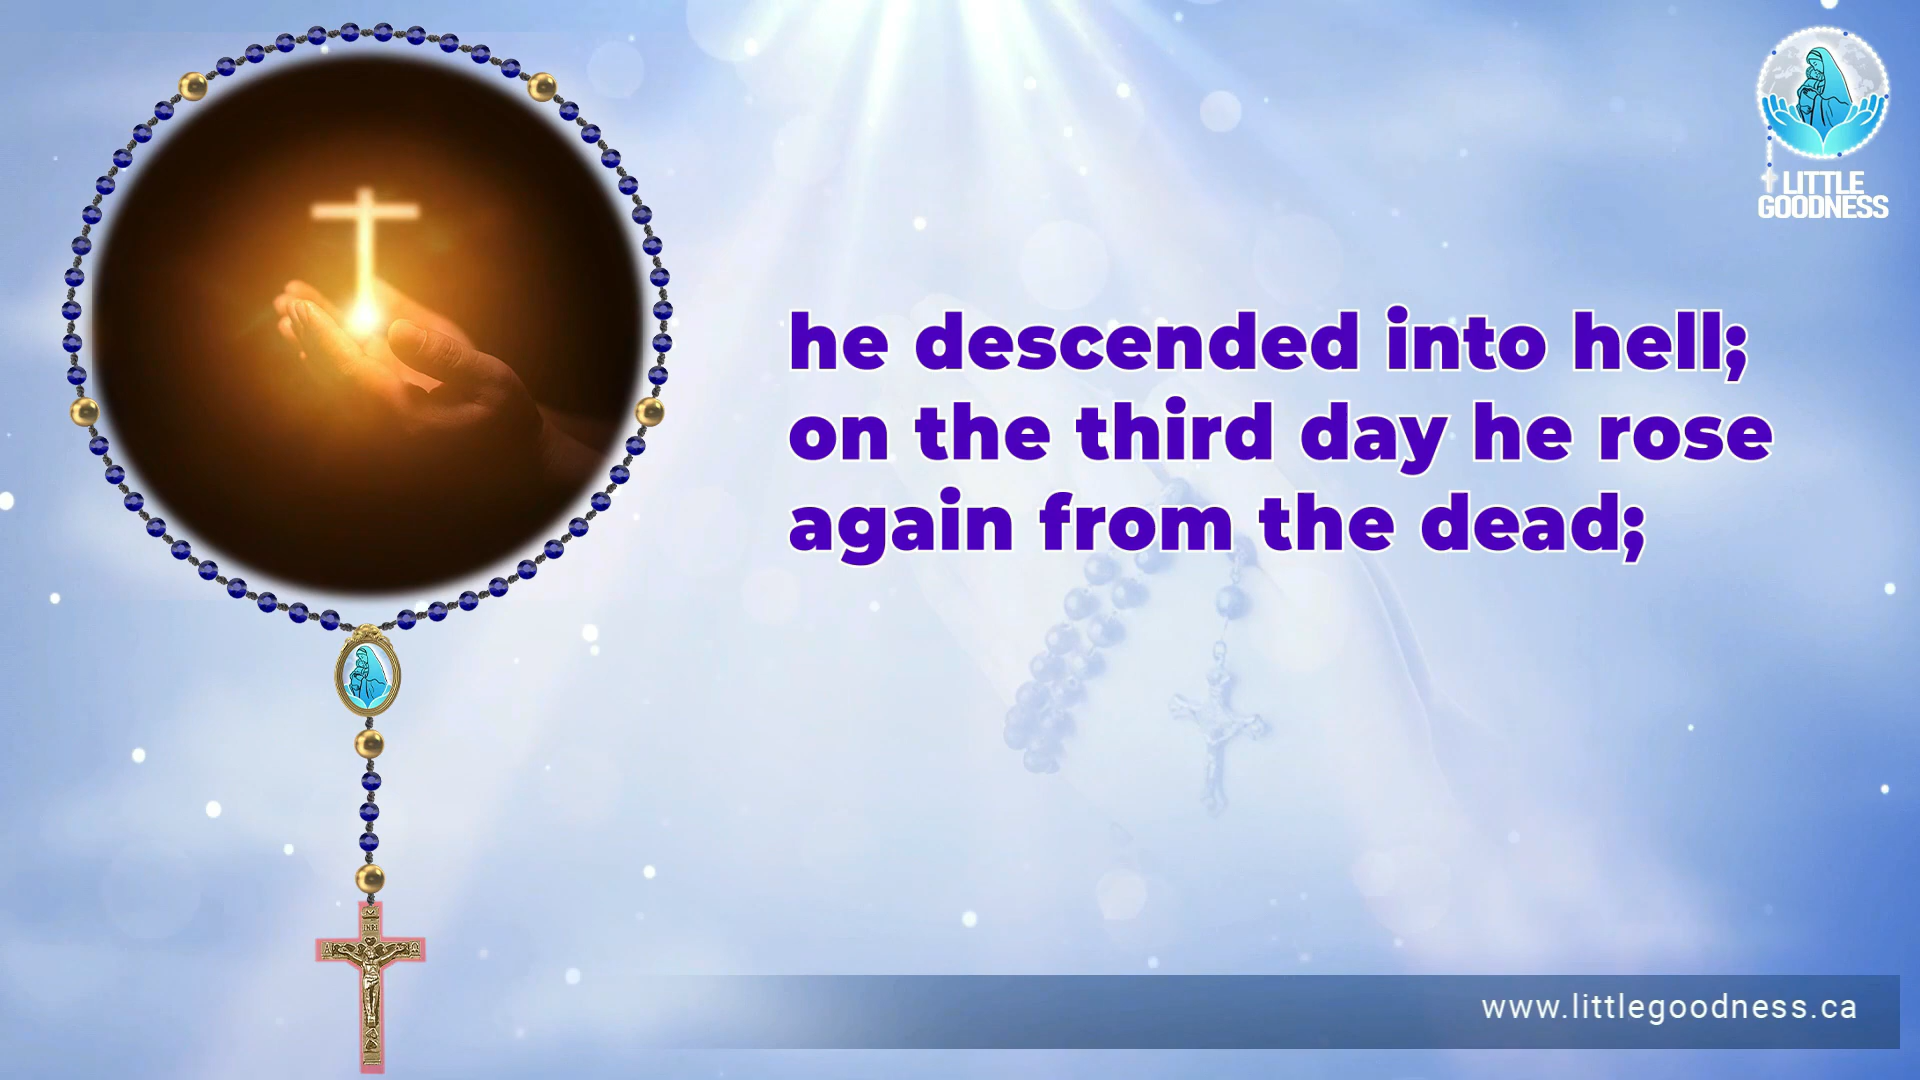 LITTLE
GOODNESS
he descended into hell;
on the third day he rose
again from the dead;
INRI
A Ω
www.littlegoodness.ca